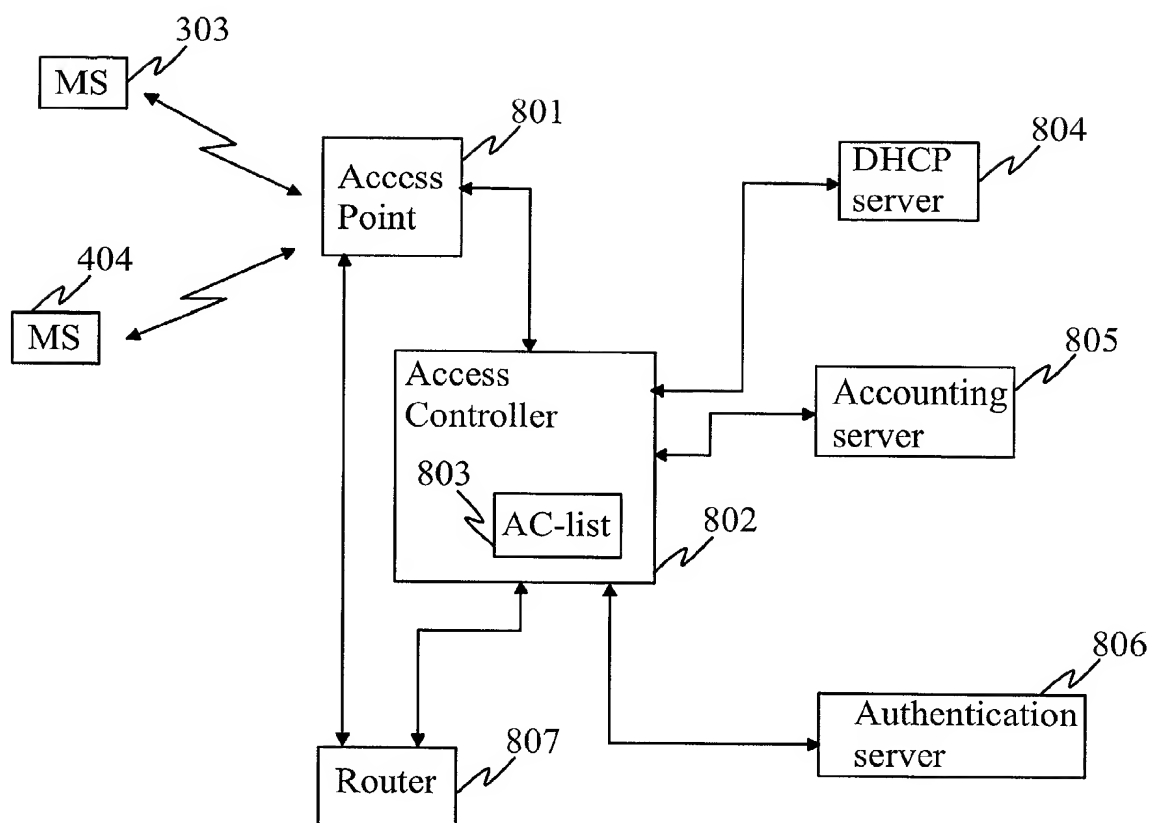 303
MS
801
Access
Point
804
DHCP
server
404
MS
805
Accounting
server
Access
Controller
803
AC-list
802
806
Authentication
server
807
Router